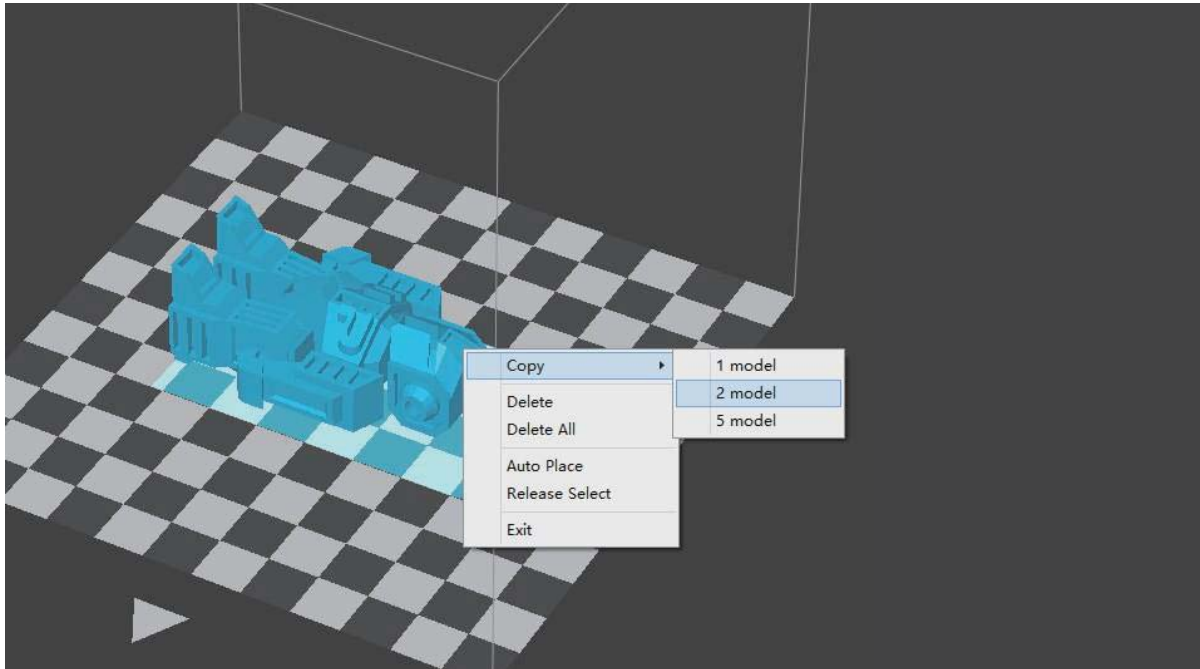 Copy
Delete
Delete All
Auto Place
Release Select
Exit
1 model
2 model
5 model